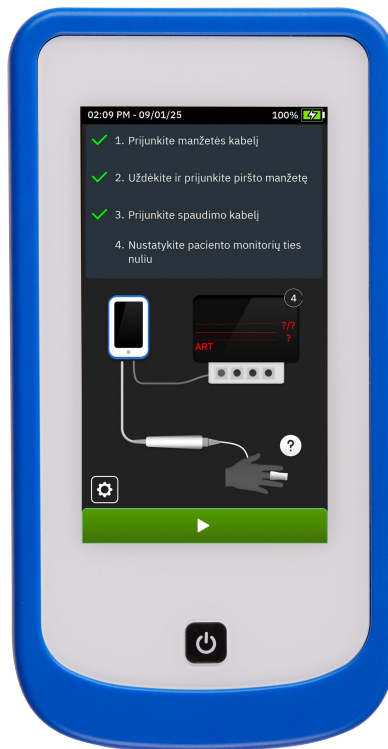 02:09 PM - 09/01/25 100%
1. Prijunkite manžetės kabelį
2. Uždėkite ir prijunkite piršto manžetę
3. Prijunkite spaudimo kabelį
4. Nustatykite paciento monitorių ties
nuliu
4
?/?
?
ART
?